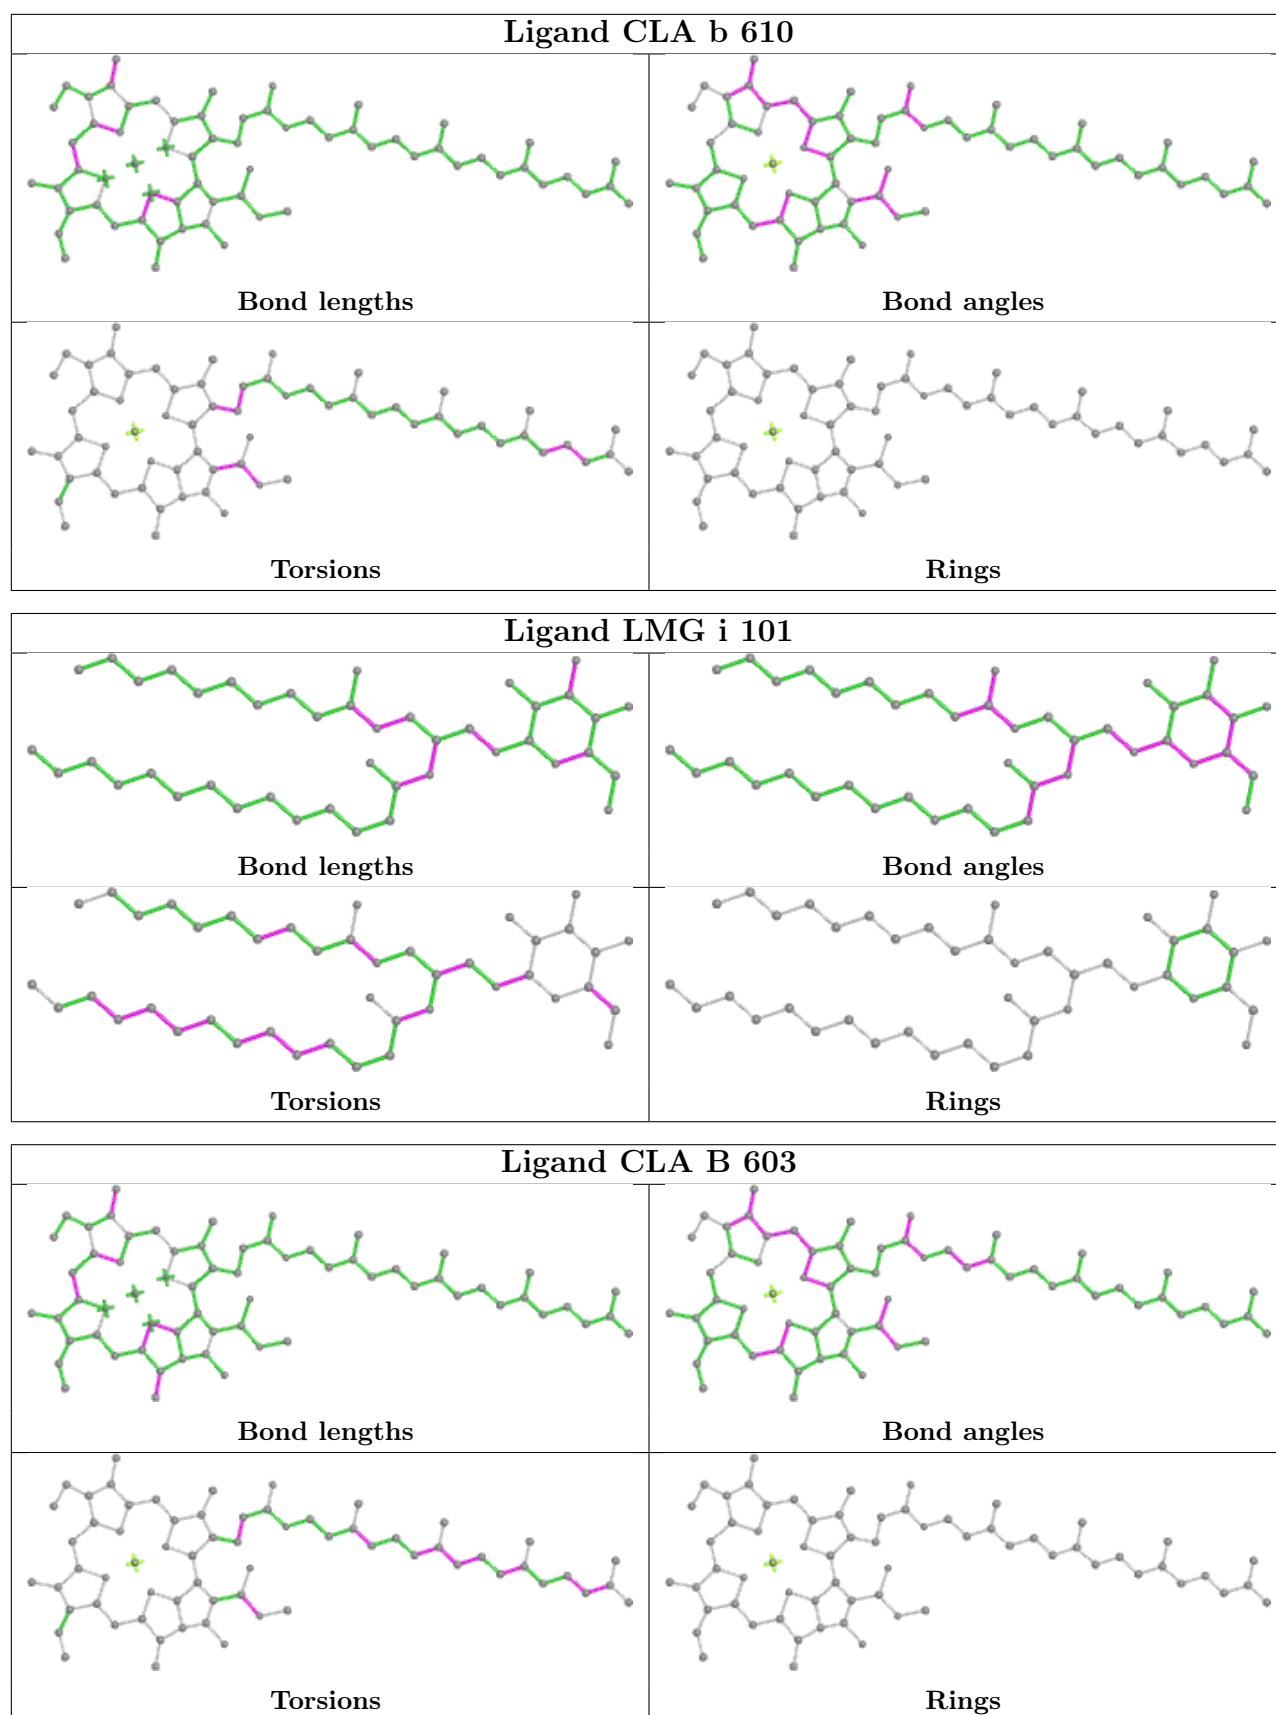 Ligand CLA b 610
Bond lengths
Bond angles
Torsions
Rings
Ligand LMG i 101
Bond lengths
Bond angles
Torsions
Rings
Ligand CLA B 603
Bond lengths
Bond angles
Torsions
Rings